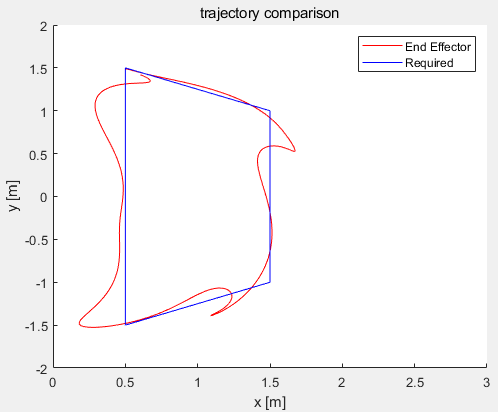 trajectory comparison
End Effector
Required
2
1.5
1
0.5
0
-0.5
-1
-1.5
-2
y [m]
0 0.5 1 1.5 2 2.5 3
x [m]